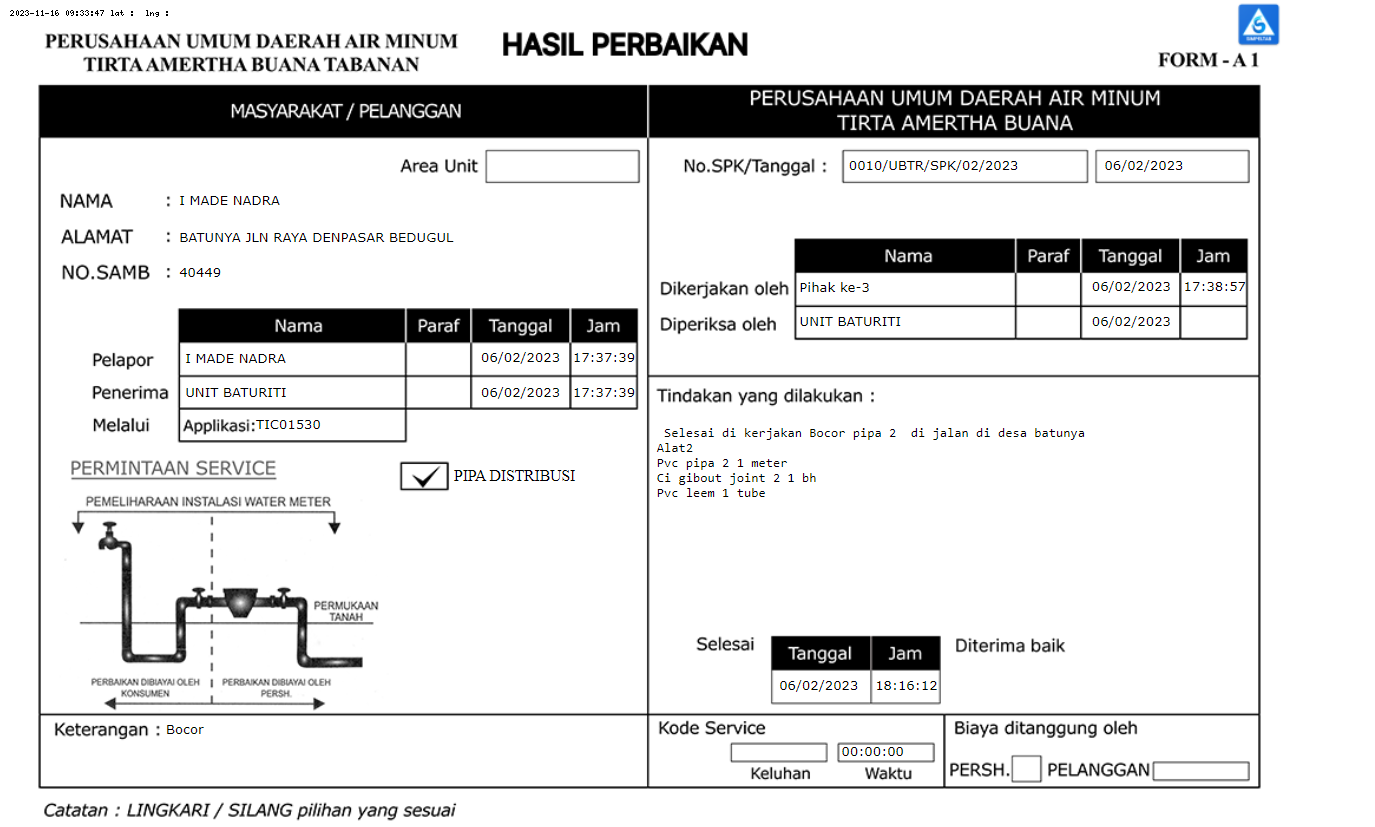 2023-11-16 09:33:47 lat : lng :
PERUSAHAAN UMUM DAERAH AIR MINUM
TIRTA AMERTHA BUANA TABANAN
HASIL PERBAIKAN
SIMPELTAB
FORM - A 1
MASYARAKAT / PELANGGAN
Area Unit
NAMA : I MADE NADRA
ALAMAT : BATUNYA JLN RAYA DENPASAR BEDUGUL
NO.SAMB : 40449
Nama Paraf Tanggal Jam
Pelapor I MADE NADRA 06/02/2023 17:37:39
Penerima UNIT BATURITI 06/02/2023 17:37:39
Melalui Applikasi:TIC01530
PERMINTAAN SERVICE
PIPA DISTRIBUSI
PEMELIHARAAN INSTALASI WATER METER
PERMUKAAN
TANAH
PERBAIKAN DIBIAYAI OLEH
KONSUMEN
PERBAIKAN DIBIAYAI OLEH
PERSH.
Keterangan : Bocor
PERUSAHAAN UMUM DAERAH AIR MINUM
TIRTA AMERTHA BUANA
No.SPK/Tanggal : 0010/UBTR/SPK/02/2023 06/02/2023
Nama Paraf Tanggal Jam
Dikerjakan oleh Pihak ke-3 06/02/2023 17:38:57
Diperiksa oleh UNIT BATURITI 06/02/2023
Tindakan yang dilakukan :
Selesai di kerjakan Bocor pipa 2 di jalan di desa batunya
Alat2
Pvc pipa 2 1 meter
Ci gibout joint 2 1 bh
Pvc leem 1 tube
Selesai Tanggal Jam Diterima baik
06/02/2023 18:16:12
Kode Service
00:00:00
Keluhan Waktu
Biaya ditanggung oleh
PERSH. PELANGGAN
Catatan : LINGKARI / SILANG pilihan yang sesuai